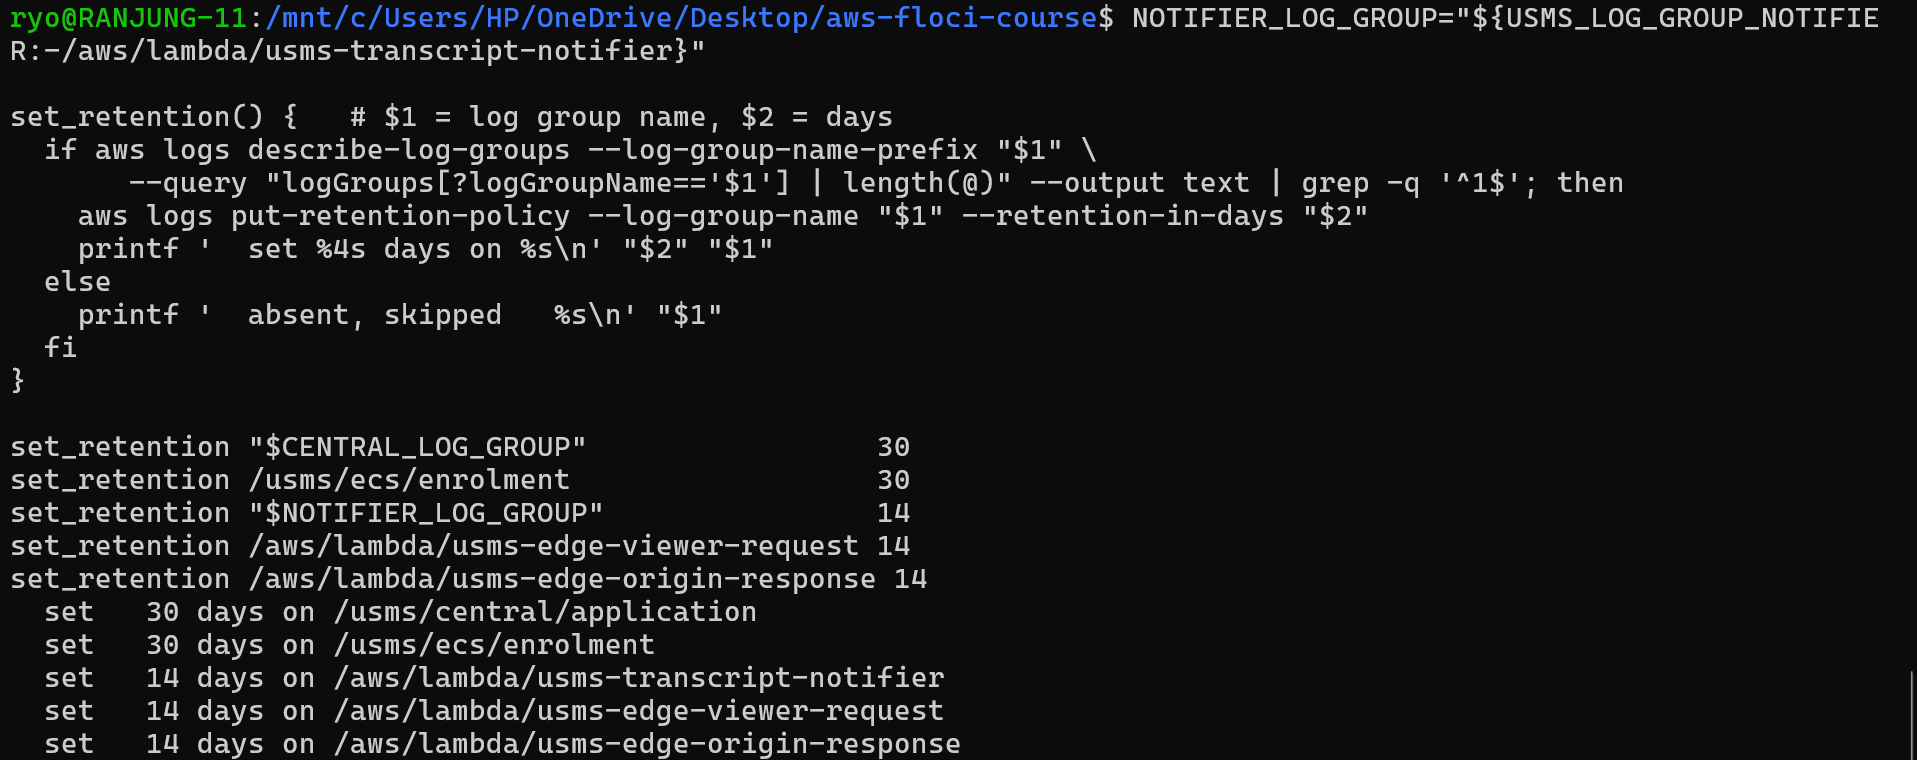 ryo@RANJUNG-11:/mnt/c/Users/HP/OneDrive/Desktop/aws-floci-course$ NOTIFIER_LOG_GROUP="${USMS_LOG_GROUP_NOTIFIE
R:-/aws/lambda/usms-transcript-notifier}"

set_retention() {   # $1 = log group name, $2 = days
  if aws logs describe-log-groups --log-group-name-prefix "$1" \
       --query "logGroups[?logGroupName=='$1'] | length(@)" --output text | grep -q '^1$'; then
    aws logs put-retention-policy --log-group-name "$1" --retention-in-days "$2"
    printf '  set %4s days on %s\n' "$2" "$1"
  else
    printf '  absent, skipped   %s\n' "$1"
  fi
}

set_retention "$CENTRAL_LOG_GROUP"                 30
set_retention /usms/ecs/enrolment                  30
set_retention "$NOTIFIER_LOG_GROUP"                14
set_retention /aws/lambda/usms-edge-viewer-request 14
set_retention /aws/lambda/usms-edge-origin-response 14
  set   30 days on /usms/central/application
  set   30 days on /usms/ecs/enrolment
  set   14 days on /aws/lambda/usms-transcript-notifier
  set   14 days on /aws/lambda/usms-edge-viewer-request
  set   14 days on /aws/lambda/usms-edge-origin-response